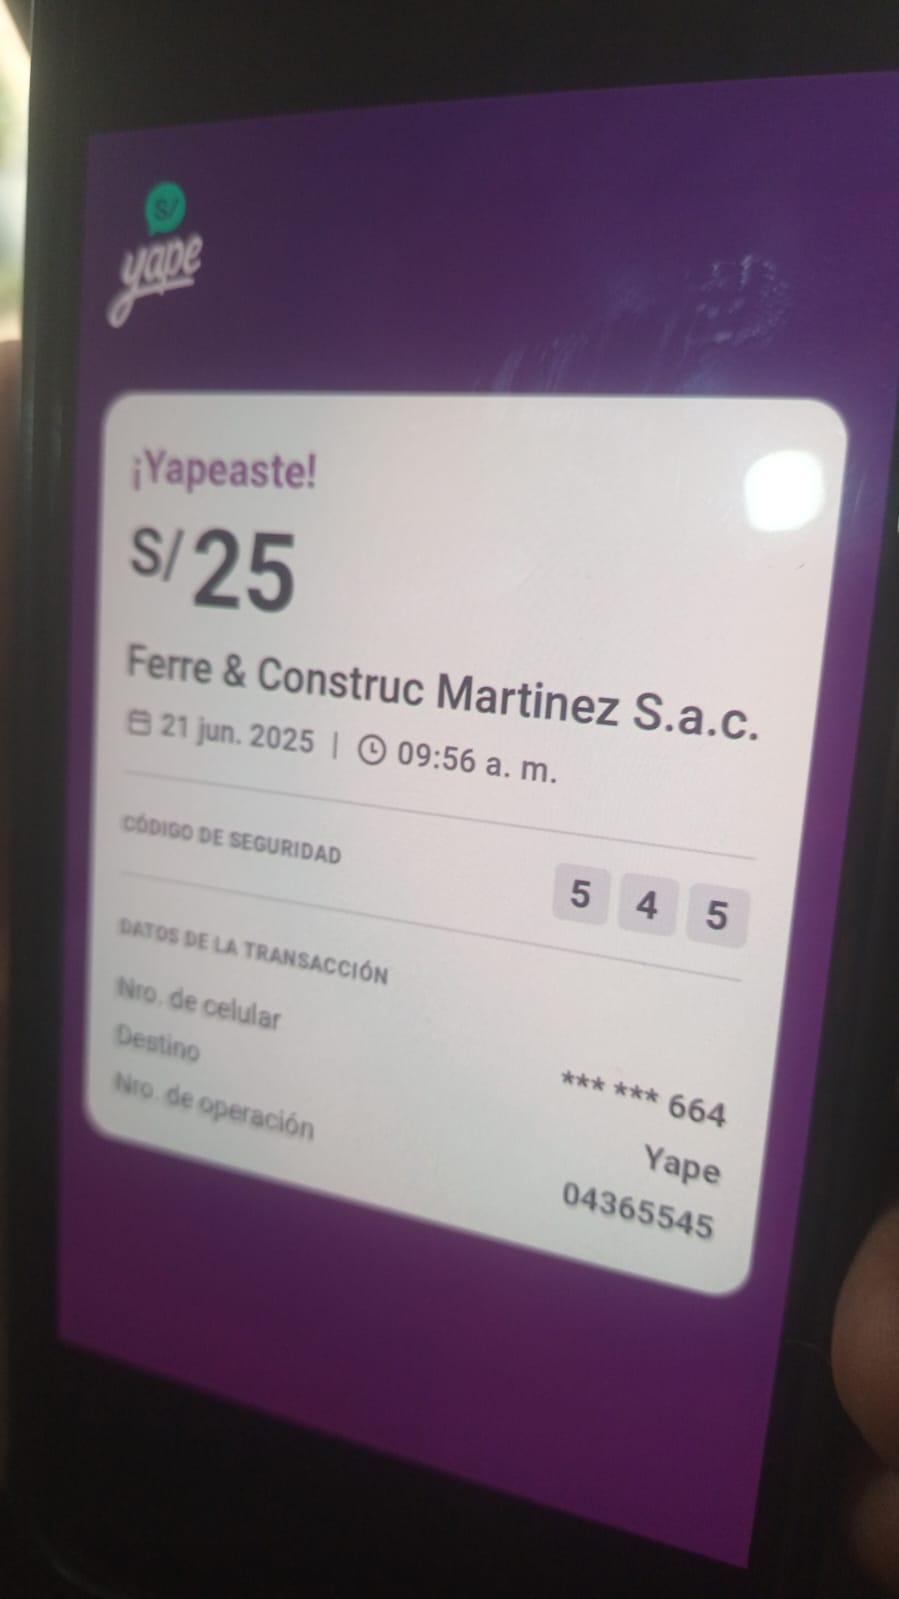 S/
yape
¡Yapeaste!
S/ 25
Ferre & Construc Martinez S.a.c.
21 jun. 2025 | 09:56 a. m.
CÓDIGO DE SEGURIDAD 5 4 5
DATOS DE LA TRANSACCIÓN
Nro. de celular *** *** 664
Destino Yape
Nro. de operación 04365545